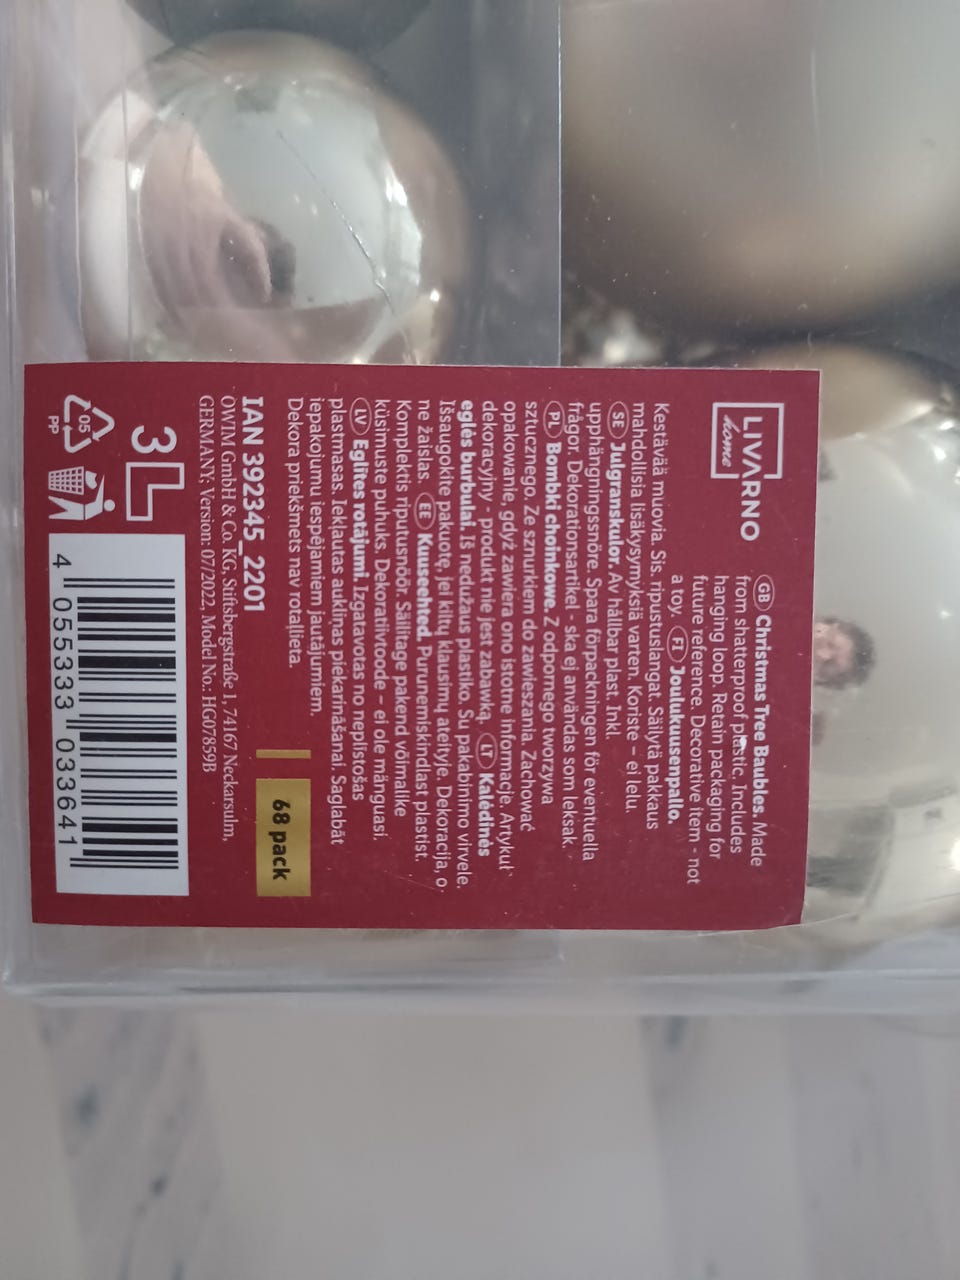 LIVARNO
home
GB Christmas Tree Baubles. Made
from shatterproof plastic. Includes
hanging loop. Retain packaging for
future reference. Decorative item - not
a toy. FI Joulukuusenpallo.
Kestävää muovia. Sis. ripustuslangat. Säilytä pakkaus
mahdollisia lisäkysymyksiä varten. Koriste – ei lelu.
SE Julgranskulor. Av hållbar plast. Inkl.
upphängningssnöre. Spara förpackningen för eventuella
frågor. Dekorationsartikel - ska ej användas som leksak.
PL Bombki choinkowe. Z odpornego tworzywa
sztucznego. Ze sznurkiem do zawieszania. Zachować
opakowanie, gdyż zawiera ono istotne informacje. Artykuł
dekoracyjny - produkt nie jest zabawką. LT Kalėdinės
eglės burbulai. Iš nedužaus plastiko. Su pakabinimo virvele.
Išsaugokite pakuotę, jei kiltų klausimų ateityje. Dekoracija, o
ne žaislas. EE Kuuseehted. Purunemiskindlast plastist.
Komplektis riputusnöör. Säilitage pakend võimalike
küsimuste puhuks. Dekoratiivtoode – ei ole mänguasi.
LV Eglītes rotājumi. Izgatavotas no neplīstošas
plastmasas. Iekļautas aukliņas piekarināšanai. Saglabāt
iepakojumu iespējamiem jautājumiem.
Dekora priekšmets nav rotaļlieta.
68 pack
IAN 392345_2201
OWIM GmbH & Co. KG, Stiftsbergstraße 1, 74167 Neckarsulm,
GERMANY; Version: 07/2022, Model No.: HG07859B
3L
05
PP
4 055333 033641